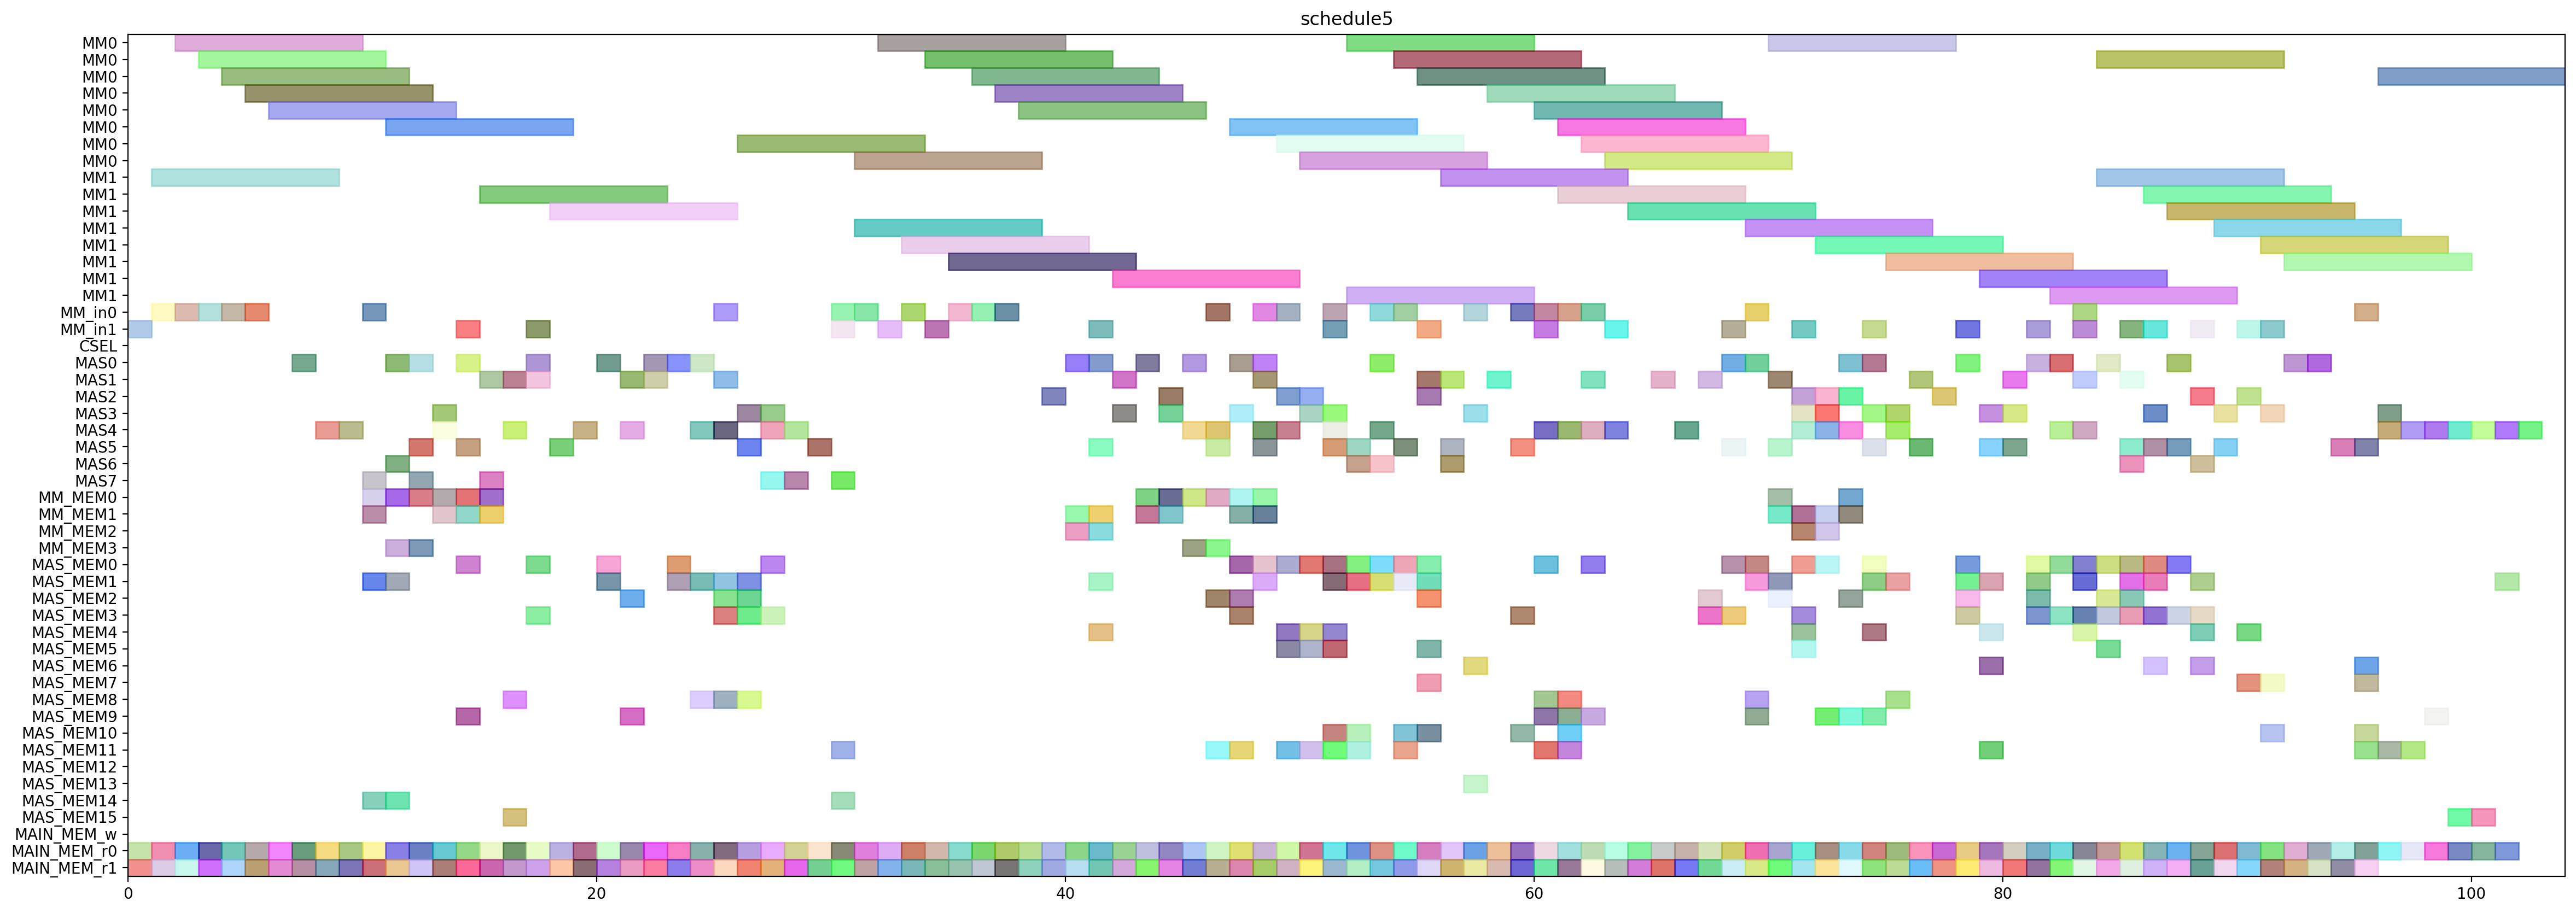 schedule5
MM0
MM0
MM0
MM0
MM0
MM0
MM0
MM0
MM1
MM1
MM1
MM1
MM1
MM1
MM1
MM1
MM_in0
MM_in1
CSEL
MAS0
MAS1
MAS2
MAS3
MAS4
MAS5
MAS6
MAS7
MM_MEM0
MM_MEM1
MM_MEM2
MM_MEM3
MAS_MEM0
MAS_MEM1
MAS_MEM2
MAS_MEM3
MAS_MEM4
MAS_MEM5
MAS_MEM6
MAS_MEM7
MAS_MEM8
MAS_MEM9
MAS_MEM10
MAS_MEM11
MAS_MEM12
MAS_MEM13
MAS_MEM14
MAS_MEM15
MAIN_MEM_w
MAIN_MEM_r0
MAIN_MEM_r1
0 20 40 60 80 100